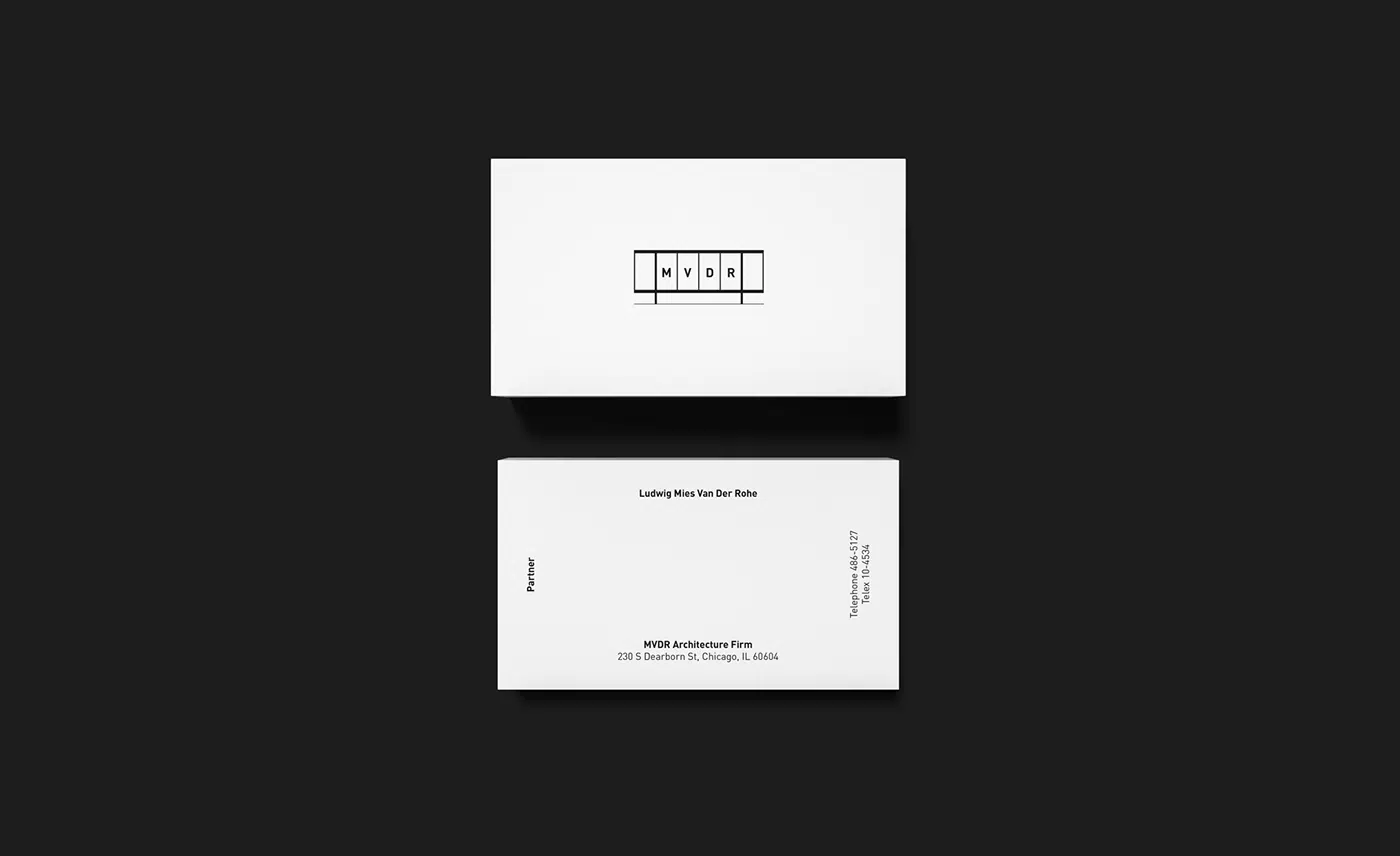 MVDR
Ludwig Mies Van Der Rohe
Partner
Telephone 486-5127
Telex 10-4534
MVDR Architecture Firm
230 S Dearborn St, Chicago, IL 60604